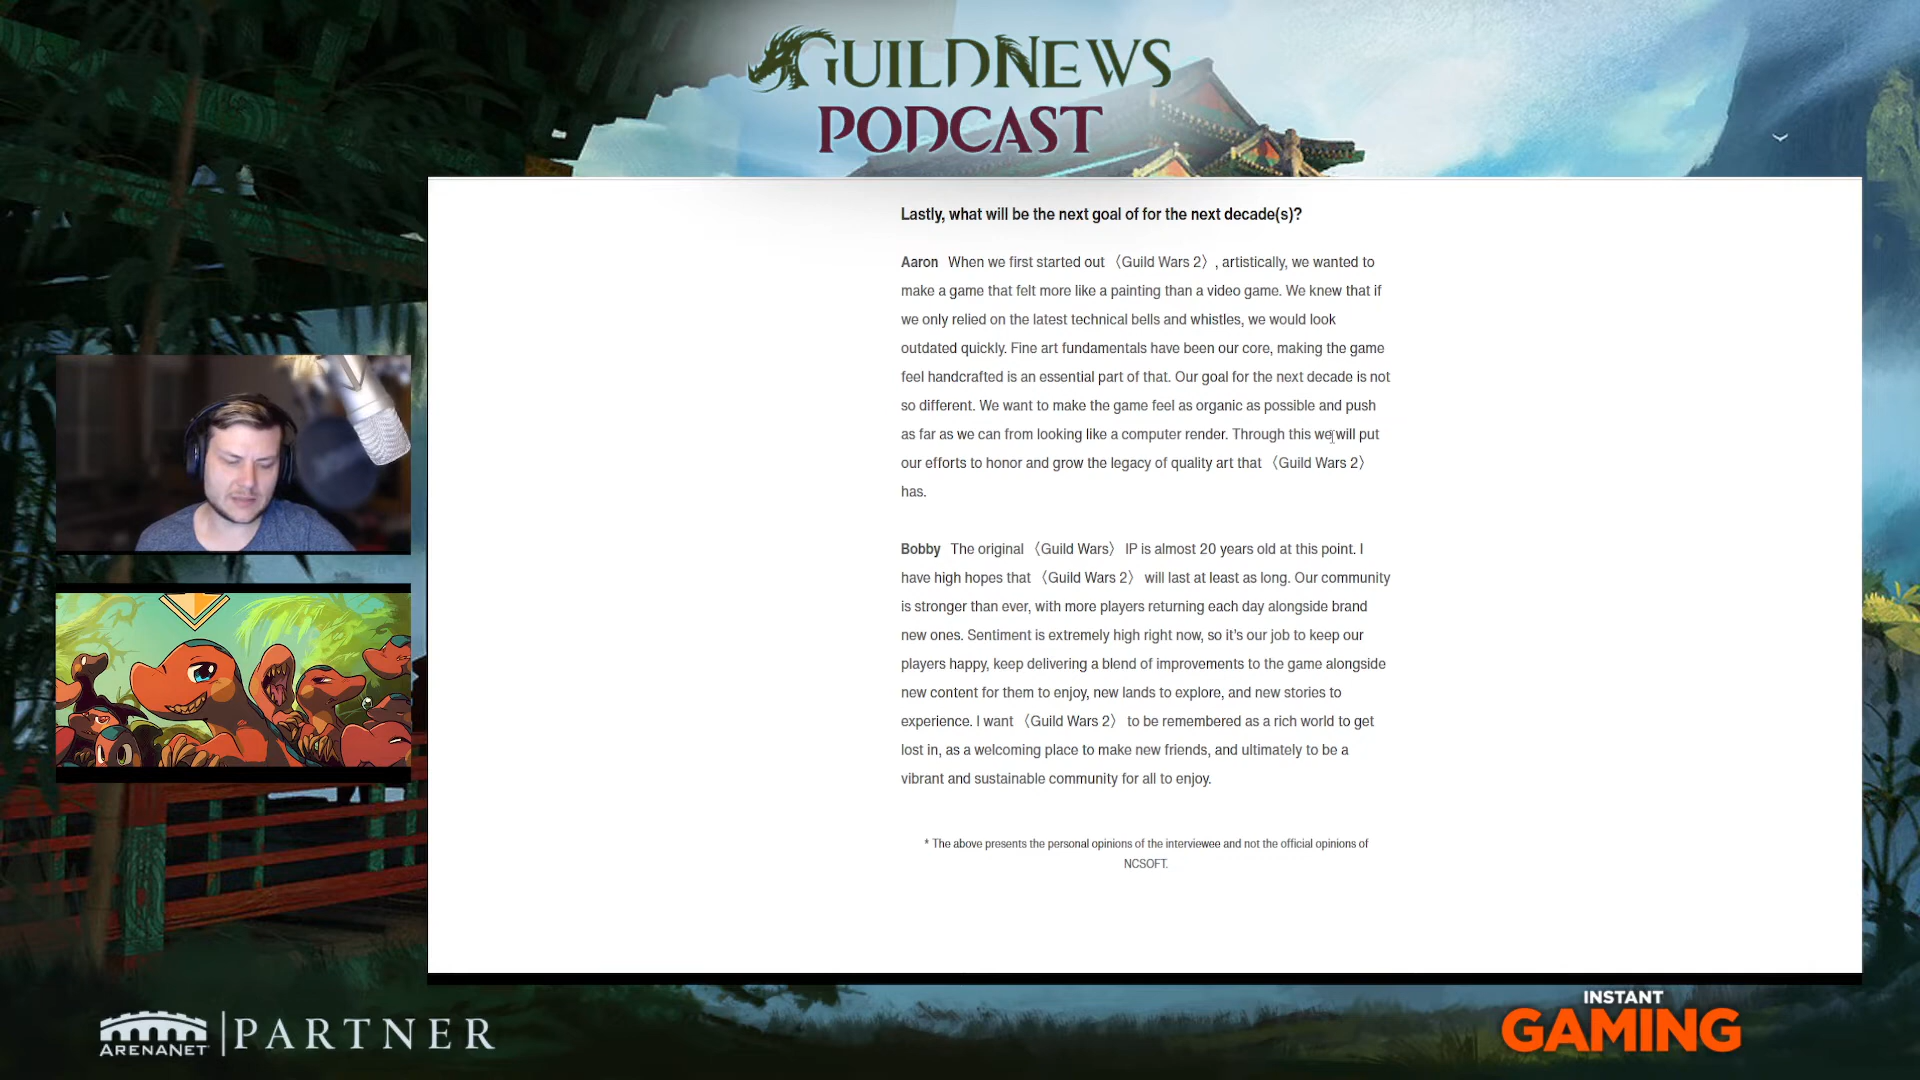 GUILDNEWS
PODCAST
Lastly, what will be the next goal of for the next decade(s)?
Aaron When we first started out 〈Guild Wars 2〉, artistically, we wanted to
make a game that felt more like a painting than a video game. We knew that if
we only relied on the latest technical bells and whistles, we would look
outdated quickly. Fine art fundamentals have been our core, making the game
feel handcrafted is an essential part of that. Our goal for the next decade is not
so different. We want to make the game feel as organic as possible and push
as far as we can from looking like a computer render. Through this we will put
our efforts to honor and grow the legacy of quality art that 〈Guild Wars 2〉
has.
Bobby The original 〈Guild Wars〉 IP is almost 20 years old at this point. I
have high hopes that 〈Guild Wars 2〉 will last at least as long. Our community
is stronger than ever, with more players returning each day alongside brand
new ones. Sentiment is extremely high right now, so it's our job to keep our
players happy, keep delivering a blend of improvements to the game alongside
new content for them to enjoy, new lands to explore, and new stories to
experience. I want 〈Guild Wars 2〉 to be remembered as a rich world to get
lost in, as a welcoming place to make new friends, and ultimately to be a
vibrant and sustainable community for all to enjoy.
* The above presents the personal opinions of the interviewee and not the official opinions of
NCSOFT.
ARENANET PARTNER
INSTANT
GAMING